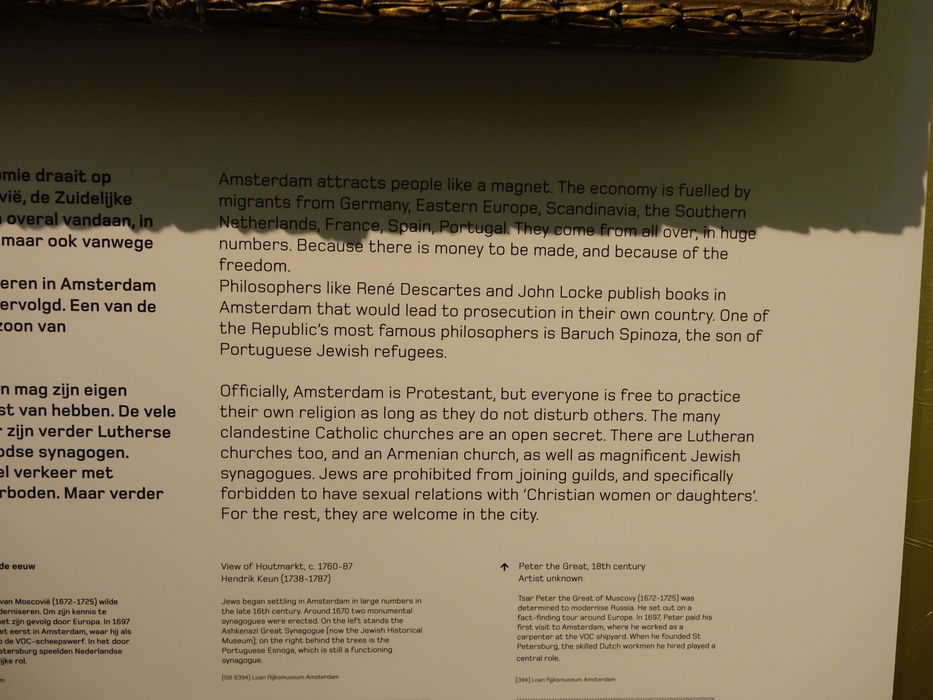 mie draait op
vië, de Zuidelijke
overal vandaan, in
maar ook vanwege
eren in Amsterdam
ervolgd. Een van de
zoon van
n mag zijn eigen
st van hebben. De vele
r zijn verder Lutherse
odse synagogen.
el verkeer met
rboden. Maar verder
Amsterdam attracts people like a magnet. The economy is fuelled by
migrants from Germany, Eastern Europe, Scandinavia, the Southern
Netherlands, France, Spain, Portugal. They come from all over, in huge
numbers. Because there is money to be made, and because of the
freedom.
Philosophers like René Descartes and John Locke publish books in
Amsterdam that would lead to prosecution in their own country. One of
the Republic's most famous philosophers is Baruch Spinoza, the son of
Portuguese Jewish refugees.
Officially, Amsterdam is Protestant, but everyone is free to practice
their own religion as long as they do not disturb others. The many
clandestine Catholic churches are an open secret. There are Lutheran
churches too, and an Armenian church, as well as magnificent Jewish
synagogues. Jews are prohibited from joining guilds, and specifically
forbidden to have sexual relations with 'Christian women or daughters'.
For the rest, they are welcome in the city.
de eeuw
van Moscovië (1672-1725) wilde
derniseren. Om zijn kennis te
et zijn gevolg door Europa. In 1697
et eerst in Amsterdam, waar hij als
p de VOC-scheepswerf. In het door
etersburg speelden Nederlandse
ijke rol.
m
View of Houtmarkt, c. 1760-87
Hendrik Keun (1738-1787)
Jews began settling in Amsterdam in large numbers in
the late 16th century. Around 1670 two monumental
synagogues were erected. On the left stands the
Ashkenazi Great Synagogue (now the Jewish Historical
Museum); on the right behind the trees is the
Portuguese Esnoga, which is still a functioning
synagogue.
[SB 6394] Loan Rijksmuseum Amsterdam
↑ Peter the Great, 18th century
Artist unknown
Tsar Peter the Great of Muscovy (1672-1725) was
determined to modernise Russia. He set out on a
fact-finding tour around Europe. In 1697, Peter paid his
first visit to Amsterdam, where he worked as a
carpenter at the VOC shipyard. When he founded St
Petersburg, the skilled Dutch workmen he hired played a
central role.
[394] Loan Rijksmuseum Amsterdam